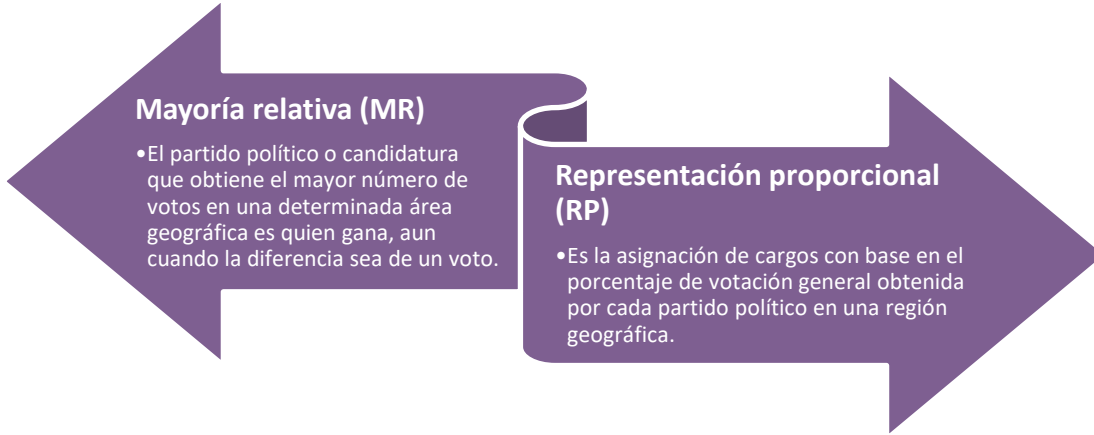 Mayoría relativa (MR)
•El partido político o candidatura
que obtiene el mayor número de
votos en una determinada área
geográfica es quien gana, aun
cuando la diferencia sea de un voto.
Representación proporcional
(RP)
•Es la asignación de cargos con base en el
porcentaje de votación general obtenida
por cada partido político en una región
geográfica.